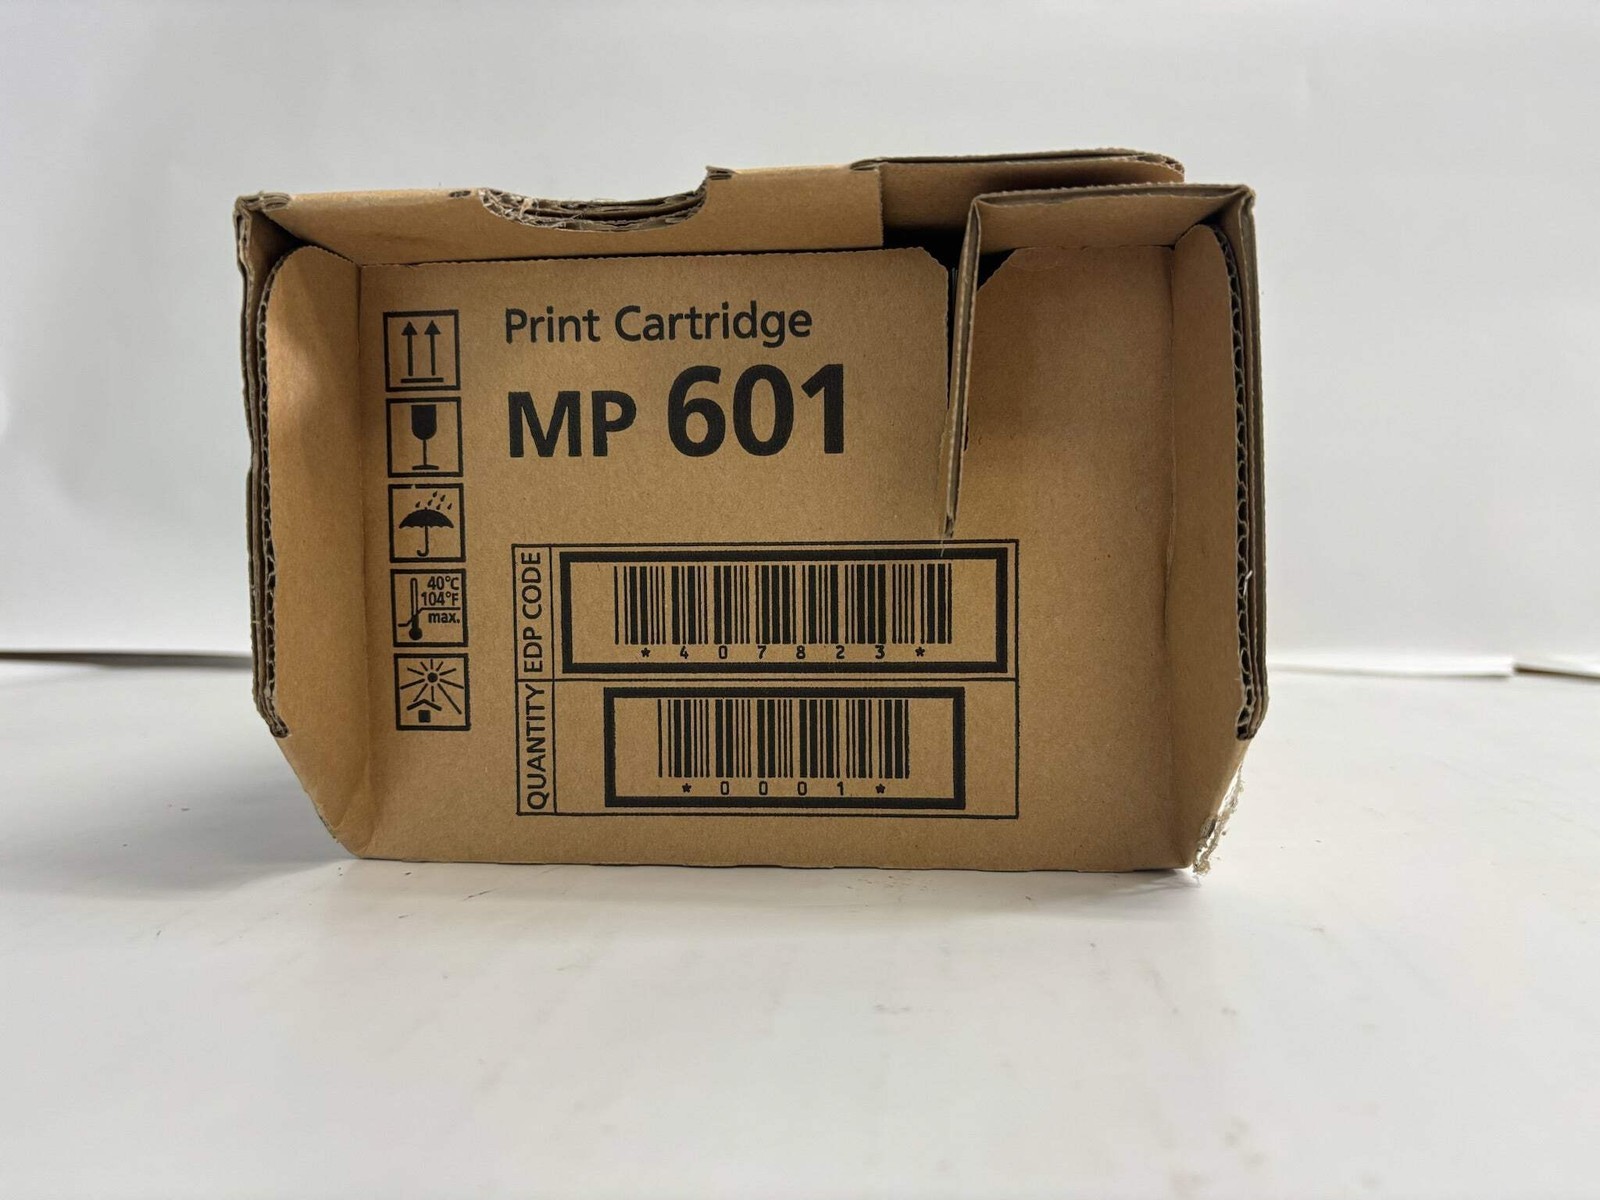 Print Cartridge
MP 601
40°C
104°F
max.
EDP CODE
*407823*
QUANTITY
*0001*